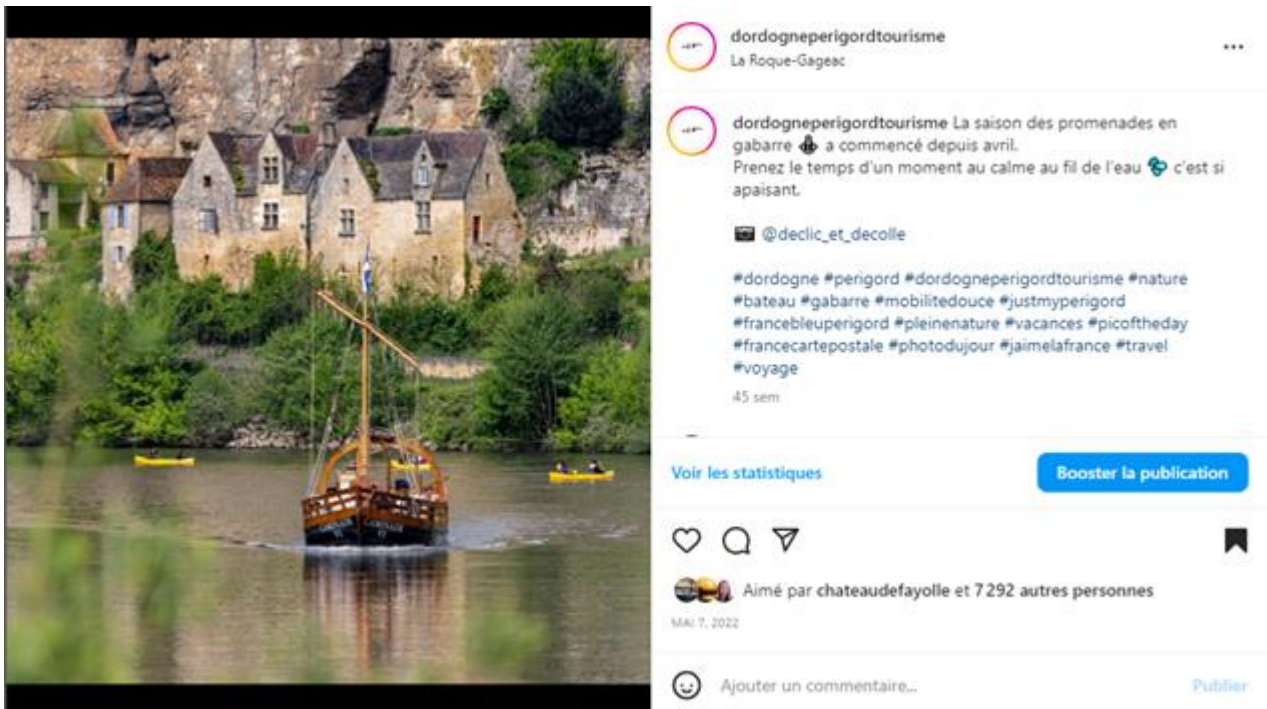 dordogneperigordtourisme
La Roque-Gageac
dordogneperigordtourisme La saison des promenades en
gabarre a commencé depuis avril.
Prenez le temps d'un moment au calme au fil de l'eau c'est si
apaisant.
@declic_et_decolle
#dordogne #perigord #dordogneperigordtourisme #nature
#bateau #gabarre #mobilitedouce #justmyperigord
#francebleuperigord #pleinenature #vacances #picoftheday
#francecartepostale #photodujour #jaimelafrance #travel
#voyage
45 sem
Voir les statistiques
Booster la publication
Aimé par chateaudefayolle et 7 292 autres personnes
MAI 7, 2022
Ajouter un commentaire...
Publier